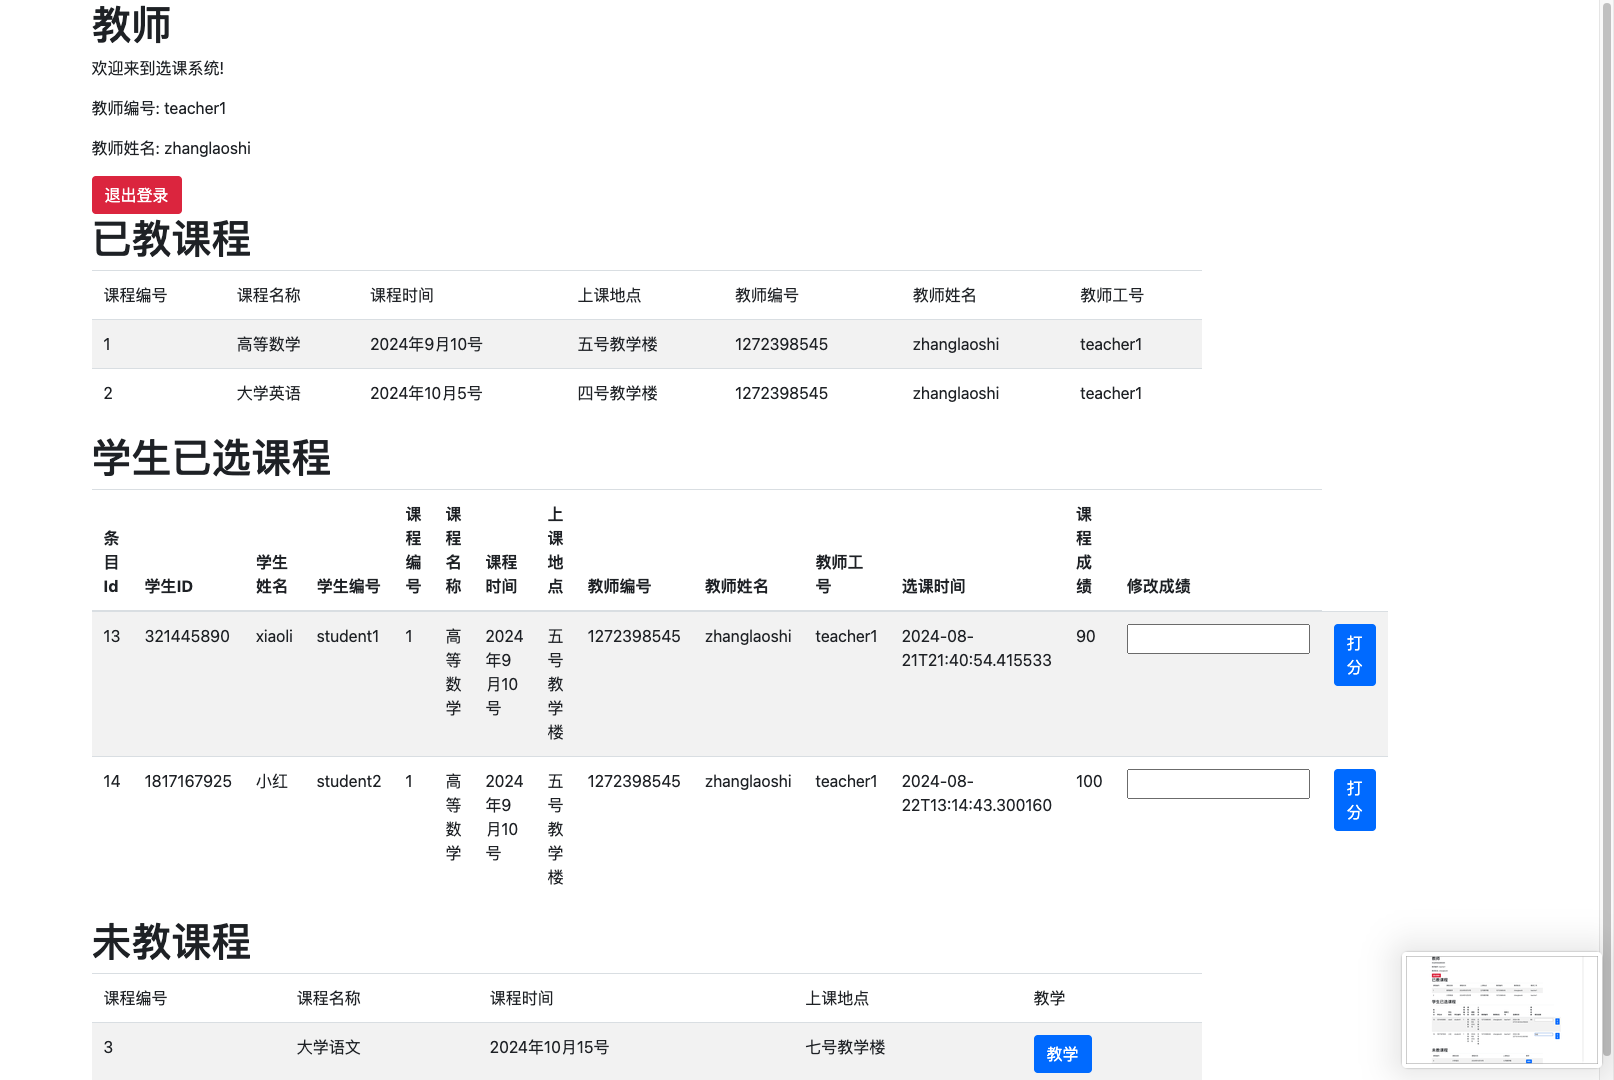 教师
欢迎来到选课系统!
教师编号: teacher1
教师姓名: zhanglaoshi
退出登录
已教课程
课程编号 课程名称 课程时间 上课地点 教师编号 教师姓名 教师工号
1 高等数学 2024年9月10号 五号教学楼 1272398545 zhanglaoshi teacher1
2 大学英语 2024年10月5号 四号教学楼 1272398545 zhanglaoshi teacher1
学生已选课程
条目Id 学生ID 学生姓名 学生编号 课程编号 课程名称 课程时间 上课地点 教师编号 教师姓名 教师工号 选课时间 课程成绩 修改成绩
13 321445890 xiaoli student1 1 高等数学 2024年9月10号 五号教学楼 1272398545 zhanglaoshi teacher1 2024-08-21T21:40:54.415533 90 打分
14 1817167925 小红 student2 1 高等数学 2024年9月10号 五号教学楼 1272398545 zhanglaoshi teacher1 2024-08-22T13:14:43.300160 100 打分
未教课程
课程编号 课程名称 课程时间 上课地点 教学
3 大学语文 2024年10月15号 七号教学楼 教学